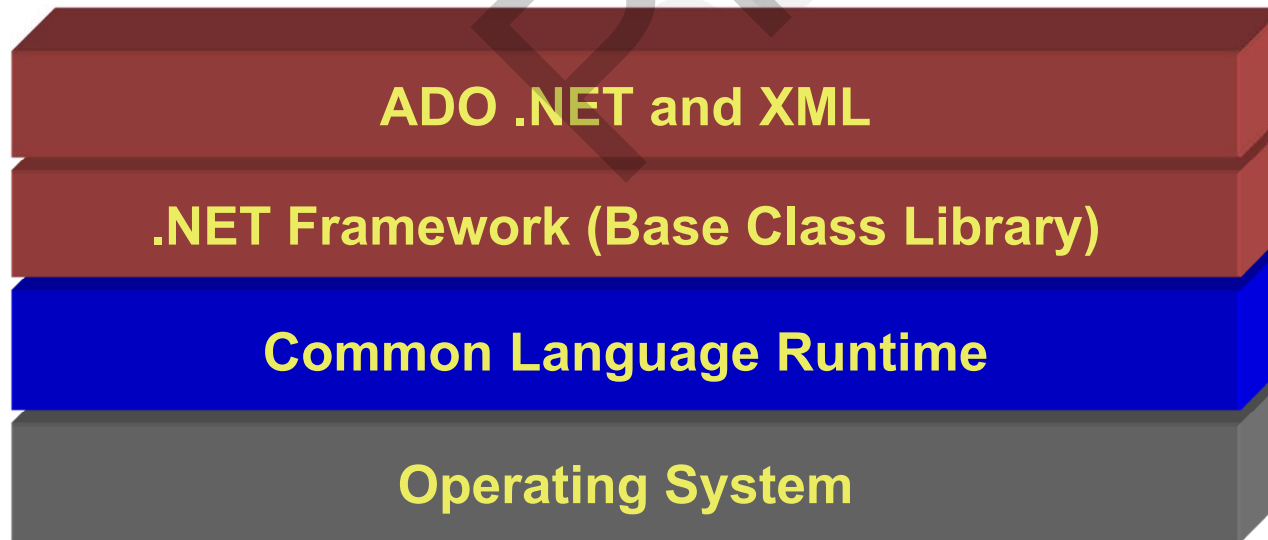 ADO .NET and XML
.NET Framework (Base Class Library)
Common Language Runtime
Operating System